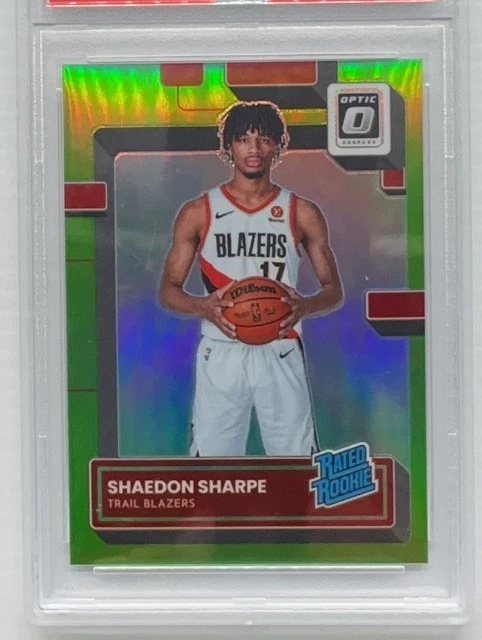 OPTIC
DONRUSS
BLAZERS
17
Wilson
SHAEDON SHARPE
TRAIL BLAZERS
RATED
ROOKIE